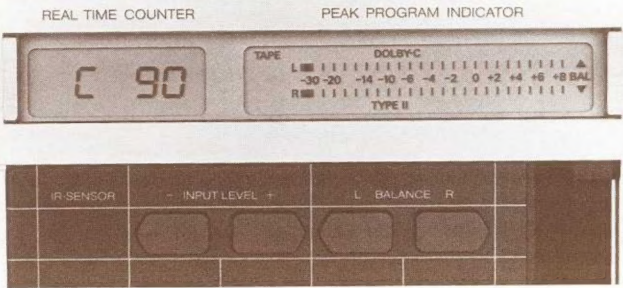 REAL TIME COUNTER PEAK PROGRAM INDICATOR
C 90
TAPE DOLBY·C
L
-30 -20 -14 -10 -6 -4 -2 0 +2 +4 +6 +8 BAL
R
TYPE II
IR-SENSOR - INPUT LEVEL + L BALANCE R